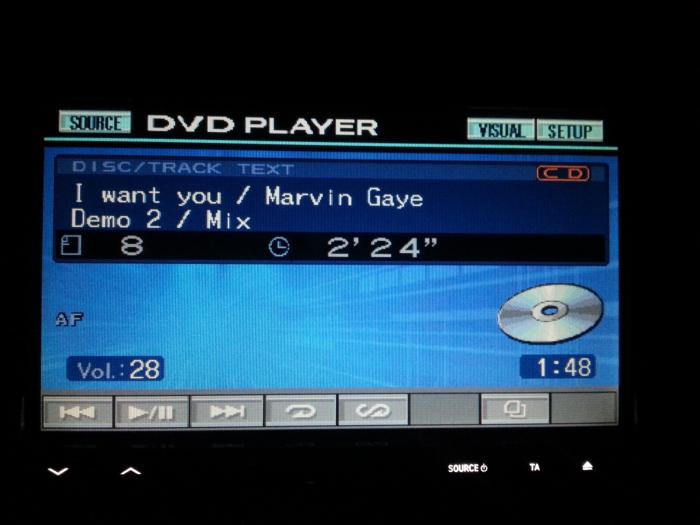 SOURCE DVD PLAYER VISUAL SETUP
DISC/TRACK TEXT CD
I want you / Marvin Gaye
Demo 2 / Mix
8 2'24"
AF
Vol.:28 1:48
SOURCE TA